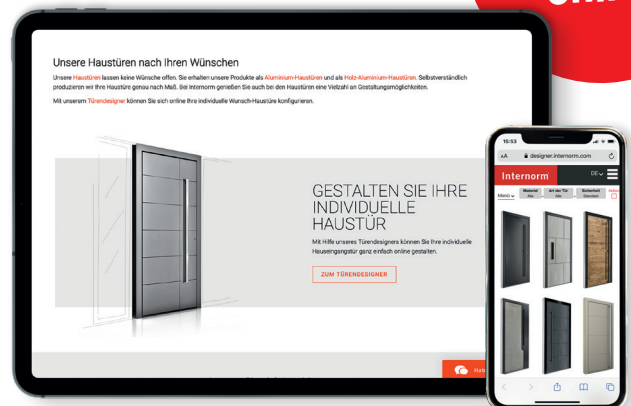 Unsere Haustüren nach Ihren Wünschen
Unsere Haustüren lassen keine Wünsche offen. Sie erhalten unsere Produkte als Aluminium-Haustüren und als Holz-Aluminium-Haustüren. Selbstverständlich
produzieren wir Ihre Haustüre genau nach Maß. Bei Internorm genießen Sie auch bei den Haustüren eine Vielzahl an Gestaltungsmöglichkeiten.
Mit unserem Türendesigner können Sie sich online Ihre individuelle Wunsch-Haustüre konfigurieren.
GESTALTEN SIE IHRE
INDIVIDUELLE
HAUSTÜR
Mit Hilfe unseres Türendesigners können Sie Ihre individuelle
Hauseingangstür ganz einfach online gestalten.
ZUM TÜRENDESIGNER
15:53
AA designer.internorm.com
Internorm DE
Menü Material Art der Tür Sicherheit
Alle Alle Standard